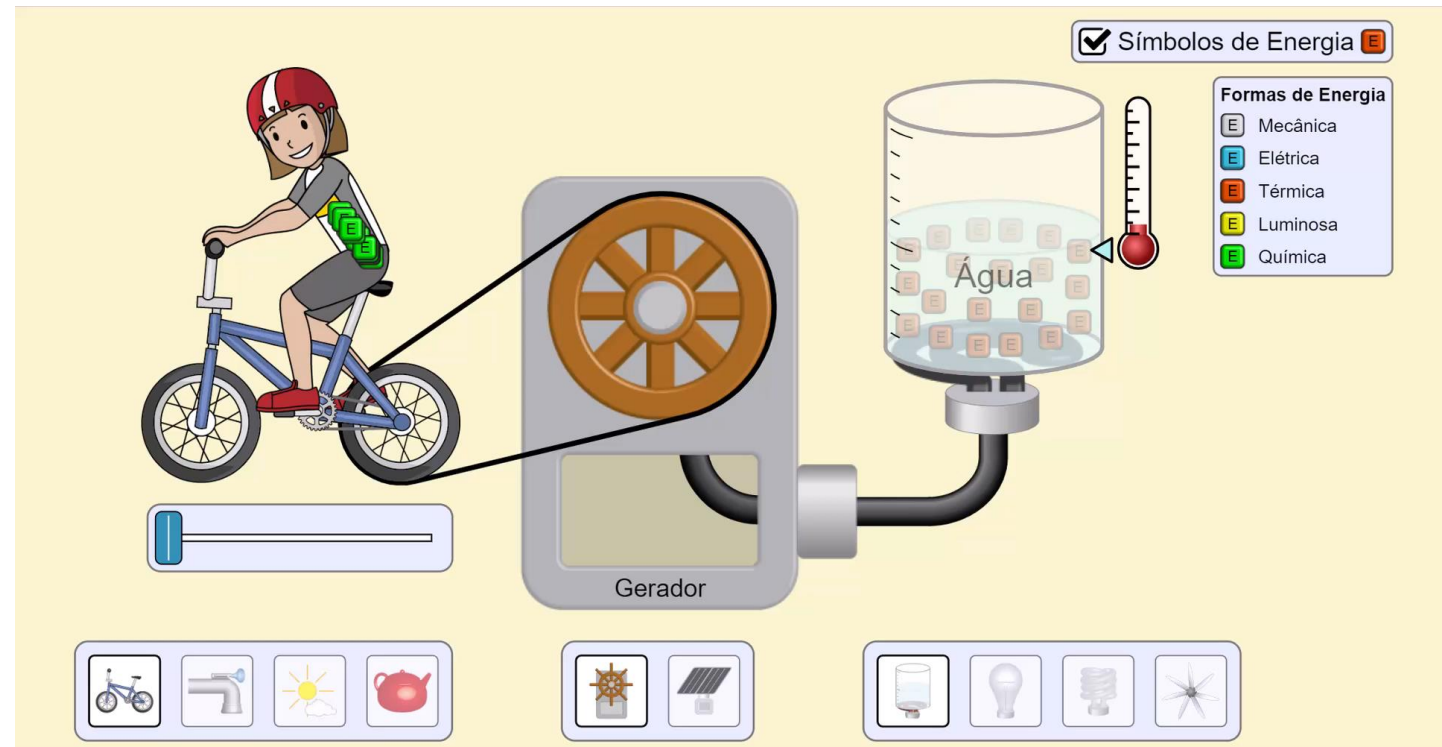 Símbolos de Energia E
Formas de Energia
E Mecânica
E Elétrica
E Térmica
E Luminosa
E Química
Água
Gerador